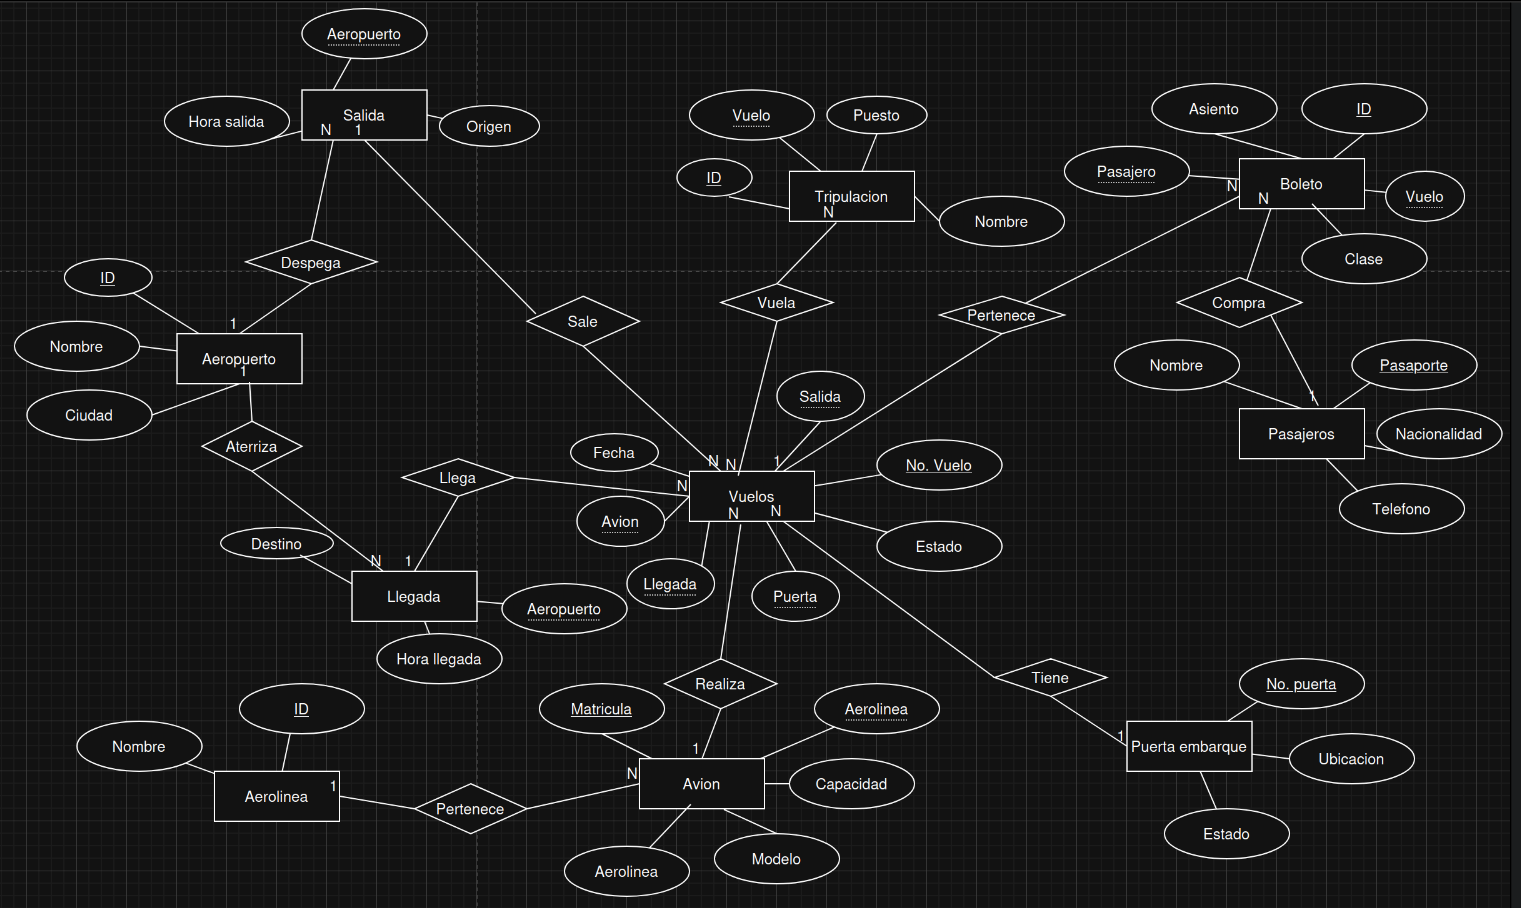 Aeropuerto
Hora salida
Salida
N
1
Origen
Vuelo
Puesto
ID
Tripulacion
N
Nombre
Asiento
ID
Pasajero
N
Boleto
N
Vuelo
Clase
Despega
ID
1
Nombre
Aeropuerto
1
Ciudad
Sale
Vuela
Pertenece
Compra
Nombre
Pasaporte
1
Pasajeros
Nacionalidad
Telefono
Aterriza
Llega
Salida
Fecha
N
N
1
No. Vuelo
N
Vuelos
Avion
N
N
Estado
Llegada
Puerta
Destino
N
1
Llegada
Aeropuerto
Hora llegada
Realiza
Tiene
ID
Nombre
Aerolinea
1
Pertenece
Matricula
Aerolinea
1
N
Avion
Capacidad
Aerolinea
Modelo
No. puerta
1
Puerta embarque
Ubicacion
Estado